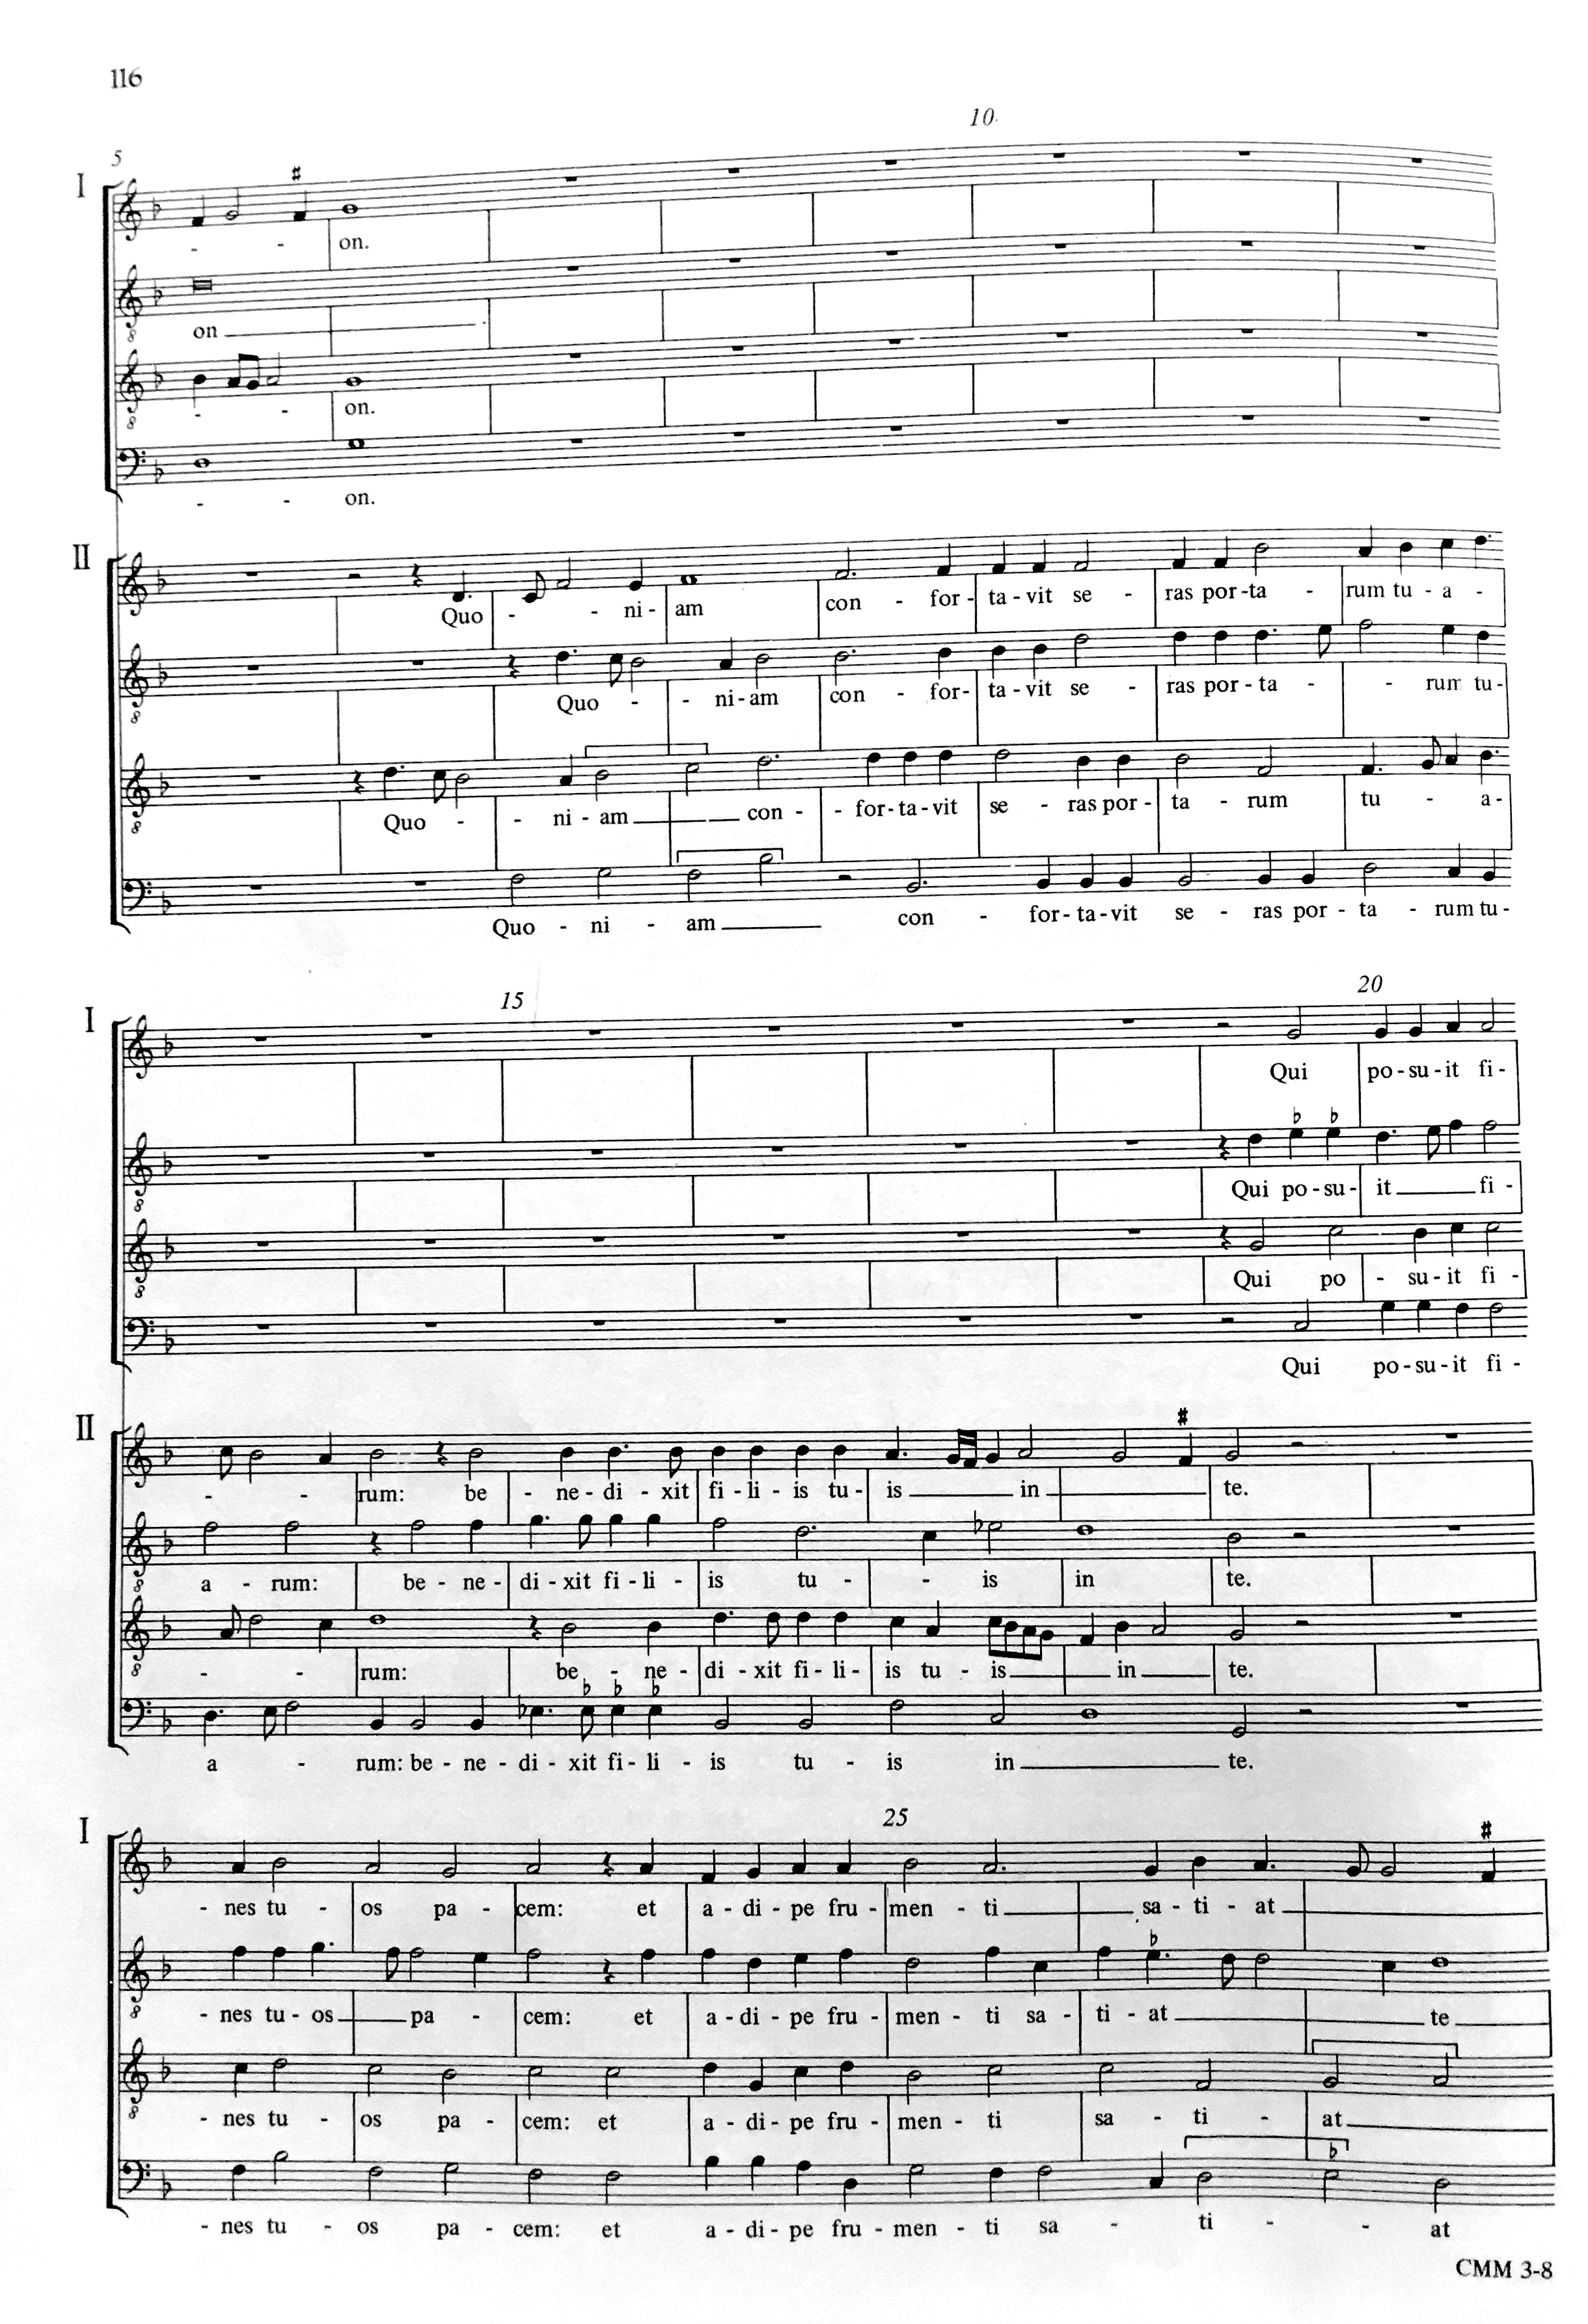 116
5
10
I
- - on.
on
- - on.
- - on.
II
Quo - - ni - am con - for - ta - vit se - ras por - ta - rum tu - a -
Quo - - ni - am con - for - ta - vit se - ras por - ta - - rum tu -
Quo - - ni - am con - - for - ta - vit se - ras por - ta - rum tu - a -
Quo - ni - am con - for - ta - vit se - ras por - ta - rum tu -
15
20
I
Qui po - su - it fi -
Qui po - su - it fi -
Qui po - su - it fi -
Qui po - su - it fi -
II
- - rum: be - ne - di - xit fi - li - is tu - is in te.
a - rum: be - ne - di - xit fi - li - is tu - - is in te.
- - rum: be - ne - di - xit fi - li - is tu - is in te.
a - rum: be - ne - di - xit fi - li - is tu - is in te.
25
I
- nes tu - os pa - cem: et a - di - pe fru - men - ti sa - ti - at
- nes tu - os pa - cem: et a - di - pe fru - men - ti sa - ti - at te
- nes tu - os pa - cem: et a - di - pe fru - men - ti sa - ti - at
- nes tu - os pa - cem: et a - di - pe fru - men - ti sa - ti - - at
CMM 3-8